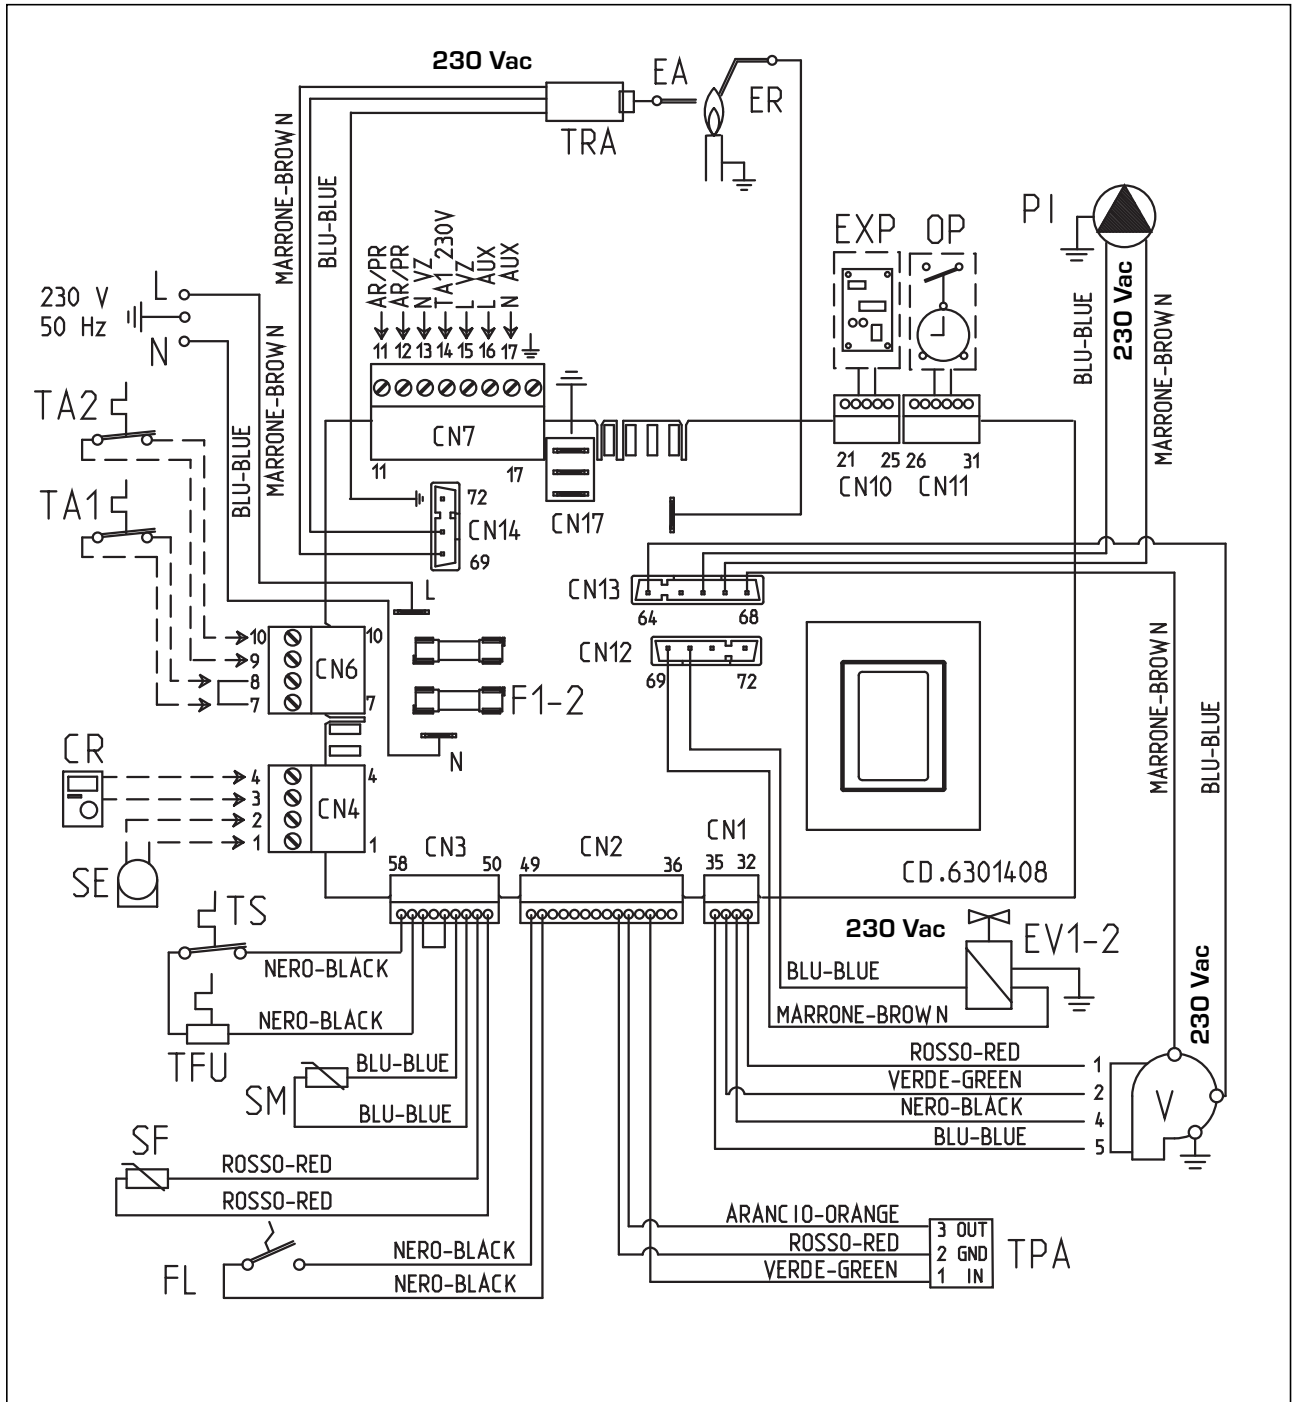 230 Vac
EA
ER
TRA
MARRONE-BROWN
BLU-BLUE
AR/PR
AR/PR
N VZ
TA1 230V
L VZ
L AUX
N AUX
11 12 13 14 15 16 17
EXP
OP
PI
BLU-BLUE
230 Vac
MARRONE-BROWN
230 V
50 Hz
L
N
BLU-BLUE
MARRONE-BROWN
TA2
TA1
CN7
11 17
CN17
21 25 26 31
CN10 CN11
72
CN14
69
L
CN13
64 68
CN12
69 72
10
9
8
7
CN6
10
7
F1-2
N
CR
4
3
2
1
CN4
4
1
SE
MARRONE-BROWN
BLU-BLUE
CN3
58 50
CN2
49 36
CN1
35 32
CD.6301408
TS
NERO-BLACK
230 Vac
EV1-2
BLU-BLUE
MARRONE-BROWN
230 Vac
NERO-BLACK
TFU
BLU-BLUE
SM
BLU-BLUE
ROSSO-RED 1
VERDE-GREEN 2
NERO-BLACK 4
BLU-BLUE 5
V
SF
ROSSO-RED
ROSSO-RED
NERO-BLACK
NERO-BLACK
FL
ARANCIO-ORANGE 3 OUT
ROSSO-RED 2 GND
VERDE-GREEN 1 IN
TPA